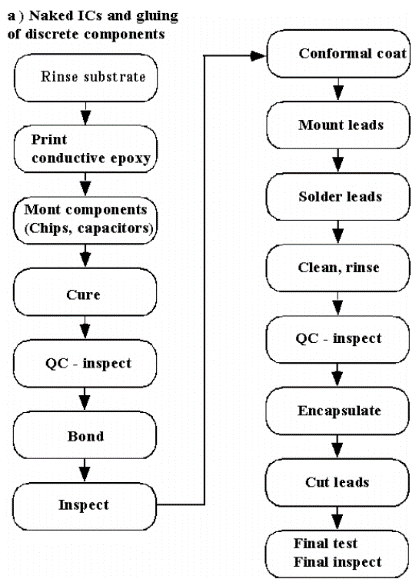 a ) Naked ICs and gluing
of discrete components
Rinse substrate
Print
conductive epoxy
Mont components
(Chips, capacitors)
Cure
QC - inspect
Bond
Inspect
Conformal coat
Mount leads
Solder leads
Clean, rinse
QC - inspect
Encapsulate
Cut leads
Final test
Final inspect